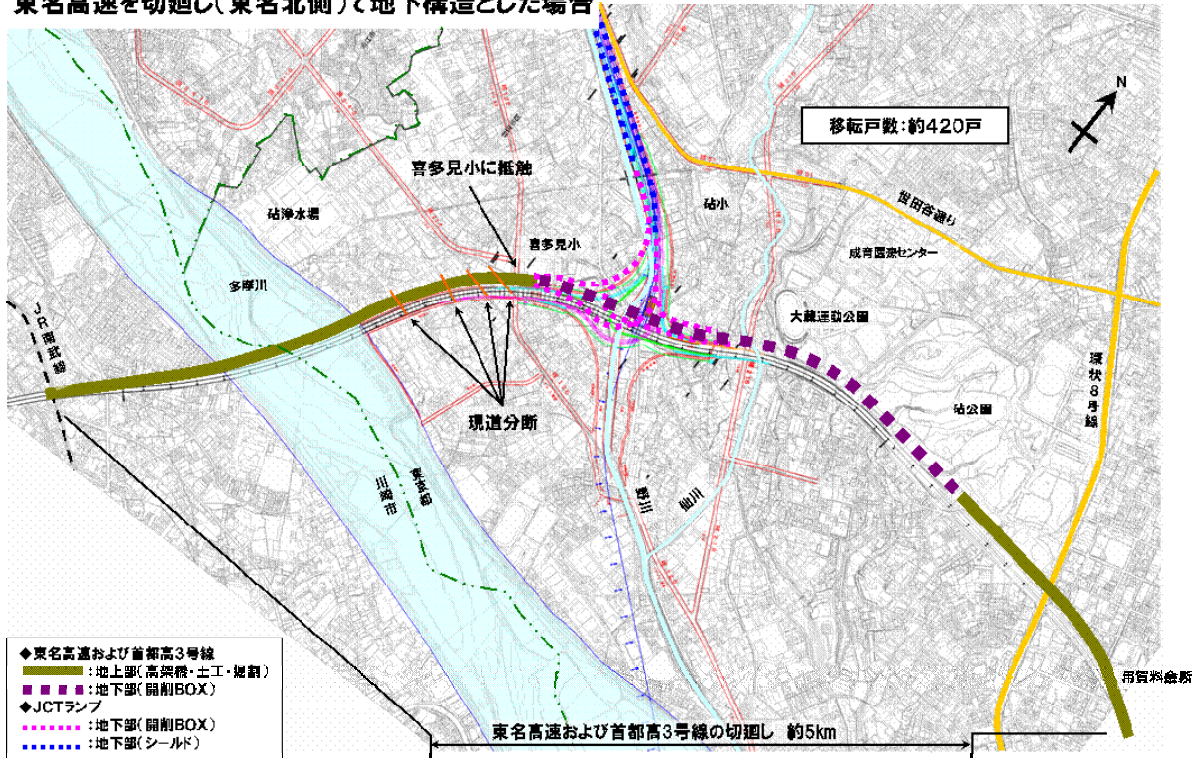 東名高速を切廻し(東名北側)て地下構造とした場合
N
移転戸数:約420戸
喜多見小に抵触
砧浄水場
砧小
世田谷通り
喜多見小
成育医療センター
多摩川
JR南武線
大蔵運動公園
環状8号線
砧公園
現道分断
東京都
川崎市
野川
仙川
◆東名高速および首都高3号線
:地上部(高架橋・土工・掘割)
:地下部(開削BOX)
◆JCTランプ
:地下部(開削BOX)
:地下部(シールド)
用賀料金所
東名高速および首都高3号線の切廻し 約5km